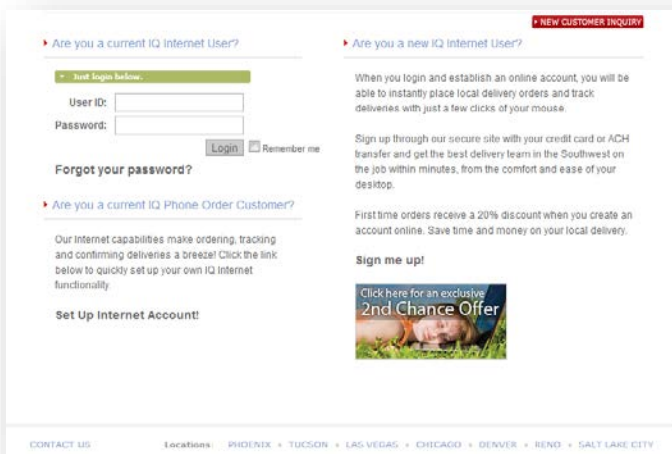 NEW CUSTOMER INQUIRY
Are you a current IQ Internet User?
Just login below.
User ID:
Password:
Login Remember me
Forgot your password?
Are you a current IQ Phone Order Customer?
Our Internet capabilities make ordering, tracking
and confirming deliveries a breeze! Click the link
below to quickly set up your own IQ Internet
functionality.
Set Up Internet Account!
Are you a new IQ Internet User?
When you login and establish an online account, you will be
able to instantly place local delivery orders and track
deliveries with just a few clicks of your mouse.
Sign up through our secure site with your credit card or ACH
transfer and get the best delivery team in the Southwest on
the job within minutes, from the comfort and ease of your
desktop.
First time orders receive a 20% discount when you create an
account online. Save time and money on your local delivery.
Sign me up!
Click here for an exclusive
2nd Chance Offer
CONTACT US Locations: PHOENIX • TUCSON • LAS VEGAS • CHICAGO • DENVER • RENO • SALT LAKE CITY